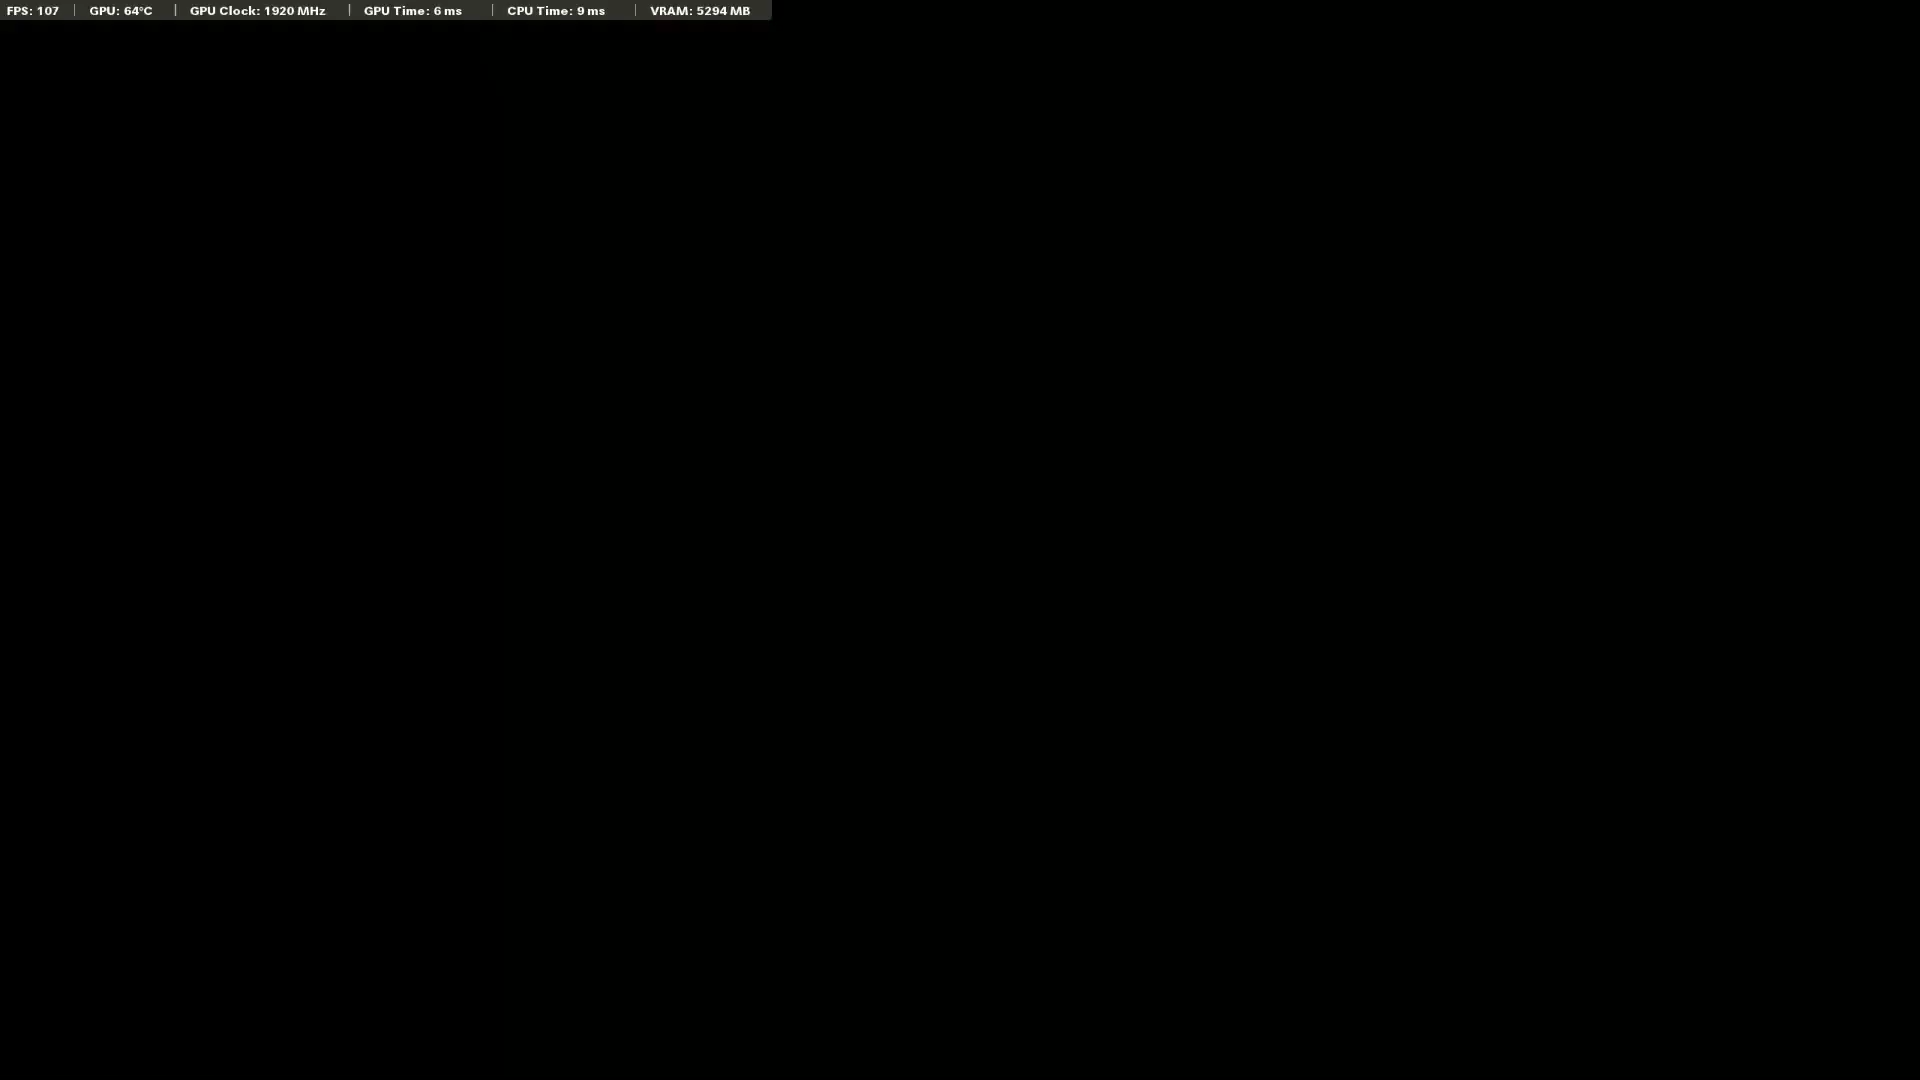 FPS: 107 | GPU: 64°C | GPU Clock: 1920 MHz | GPU Time: 6 ms | CPU Time: 9 ms | VRAM: 5294 MB